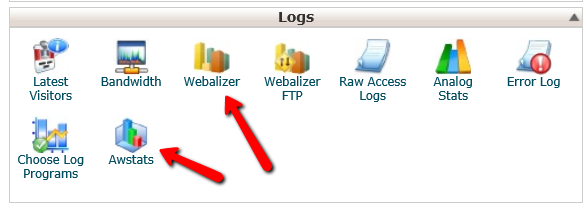 Logs
Latest Visitors
Bandwidth
Webalizer
Webalizer FTP
Raw Access Logs
Analog Stats
Error Log
Choose Log Programs
Awstats